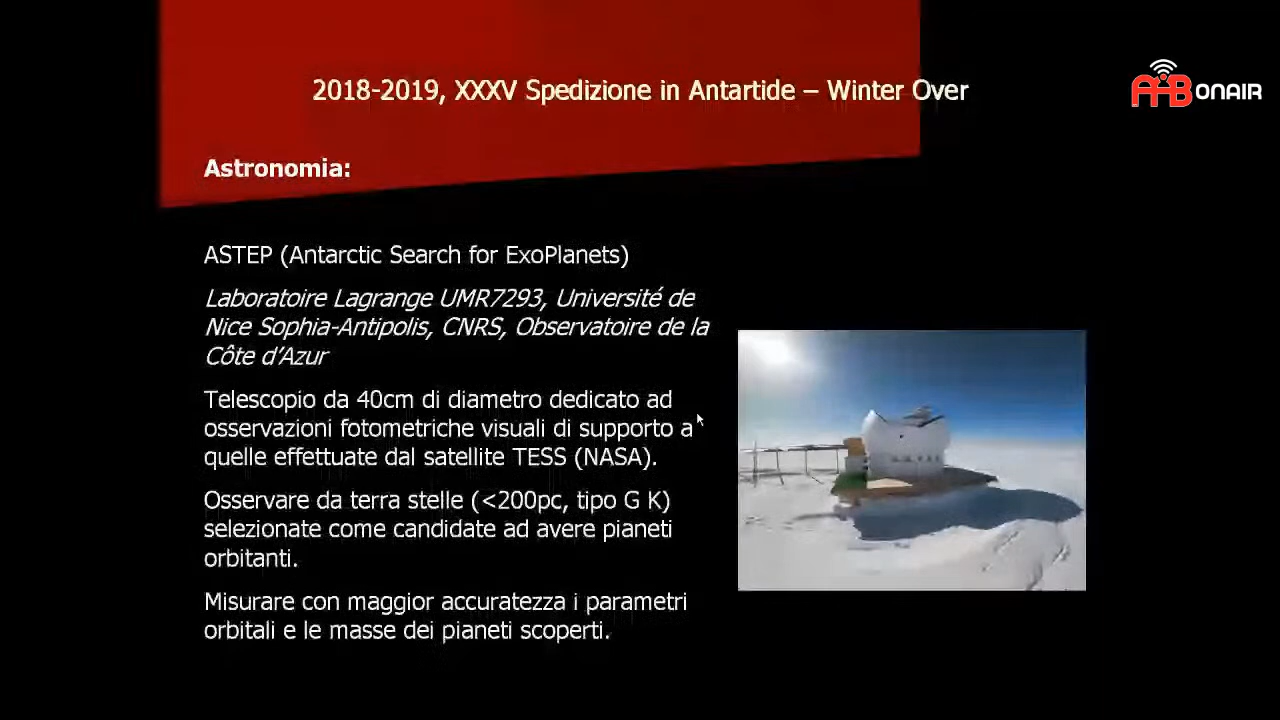 2018-2019, XXXV Spedizione in Antartide – Winter Over
AABONAIR
Astronomia:
ASTEP (Antarctic Search for ExoPlanets)
Laboratoire Lagrange UMR7293, Université de
Nice Sophia-Antipolis, CNRS, Observatoire de la
Côte d’Azur
Telescopio da 40cm di diametro dedicato ad
osservazioni fotometriche visuali di supporto a
quelle effettuate dal satellite TESS (NASA).
Osservare da terra stelle (<200pc, tipo G K)
selezionate come candidate ad avere pianeti
orbitanti.
Misurare con maggior accuratezza i parametri
orbitali e le masse dei pianeti scoperti.